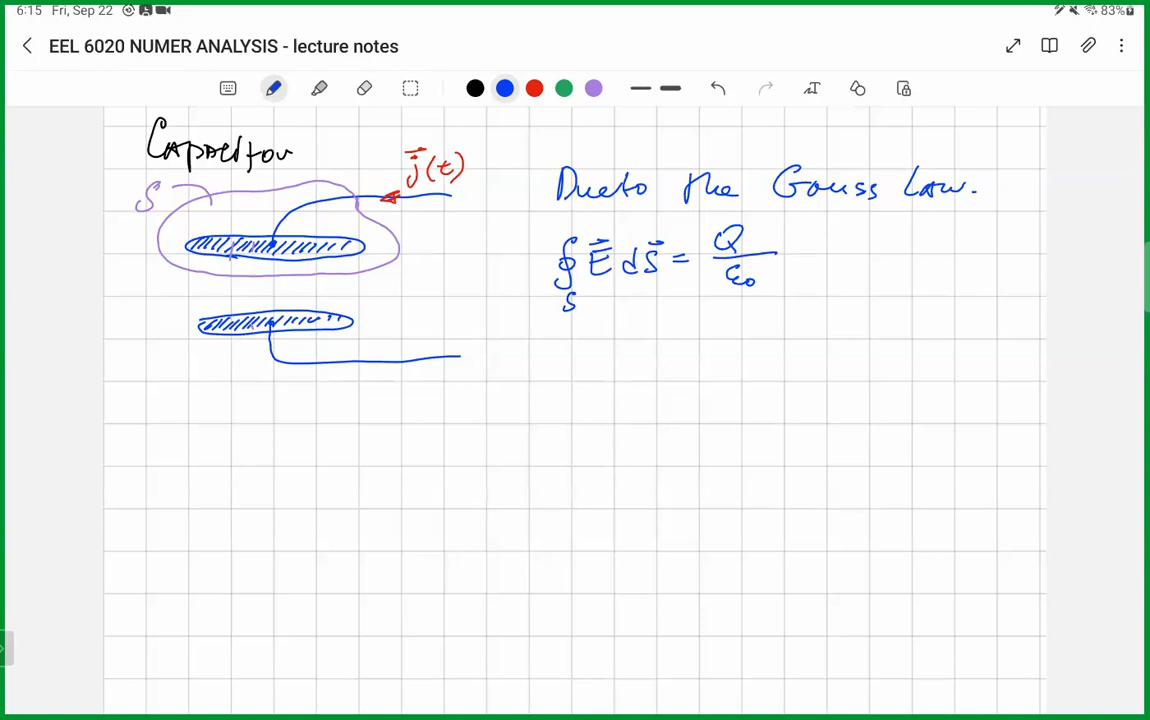 6:15 Fri, Sep 22
83%
EEL 6020 NUMER ANALYSIS - lecture notes
Capacitor
S
j⃗(t)
Due to the Gauss Law.
∮_S E⃗ dS⃗ = Q/ε₀